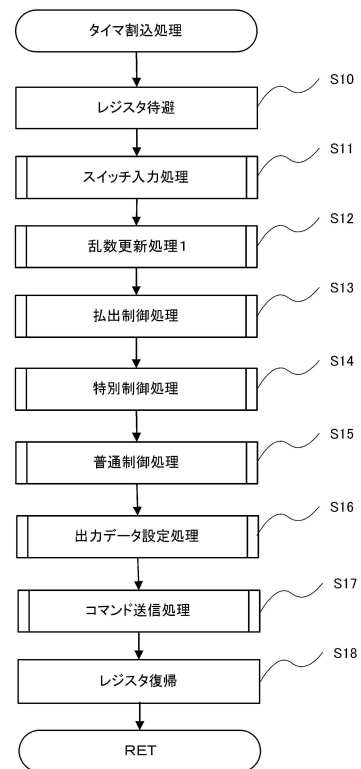 タイマ割込処理
レジスタ待避
S10
スイッチ入力処理
S11
乱数更新処理1
S12
払出制御処理
S13
特別制御処理
S14
普通制御処理
S15
出力データ設定処理
S16
コマンド送信処理
S17
レジスタ復帰
S18
RET